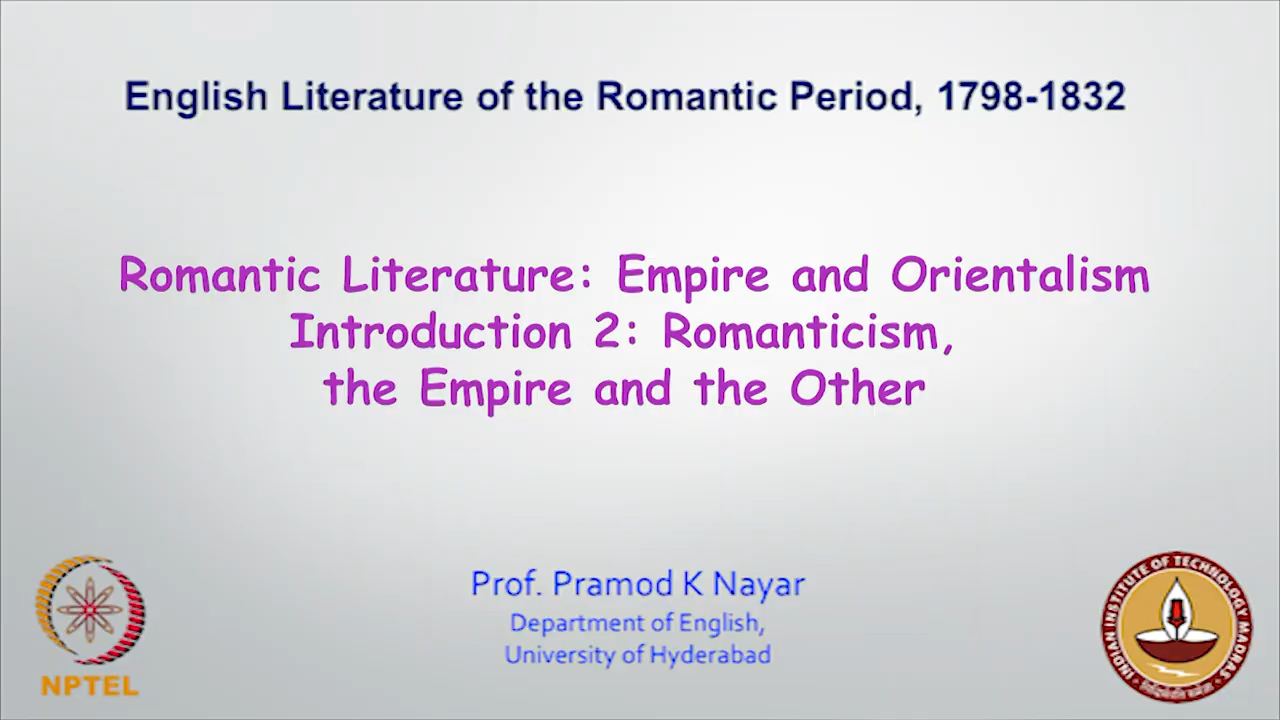 English Literature of the Romantic Period, 1798-1832
Romantic Literature: Empire and Orientalism
Introduction 2: Romanticism,
the Empire and the Other
Prof. Pramod K Nayar
Department of English,
University of Hyderabad
NPTEL
INDIAN INSTITUTE OF TECHNOLOGY MADRAS